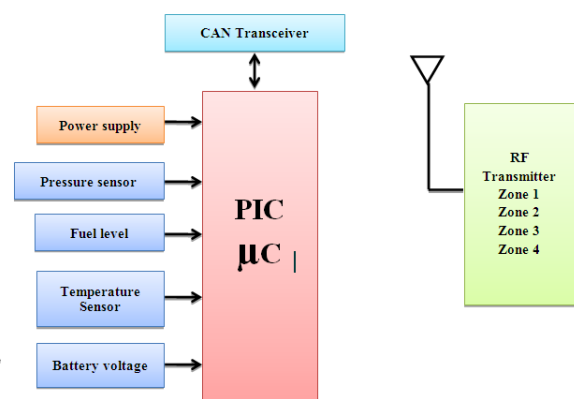 CAN Transceiver
Power supply
Pressure sensor
Fuel level
Temperature
Sensor
Battery voltage
PIC
µC
RF
Transmitter
Zone 1
Zone 2
Zone 3
Zone 4